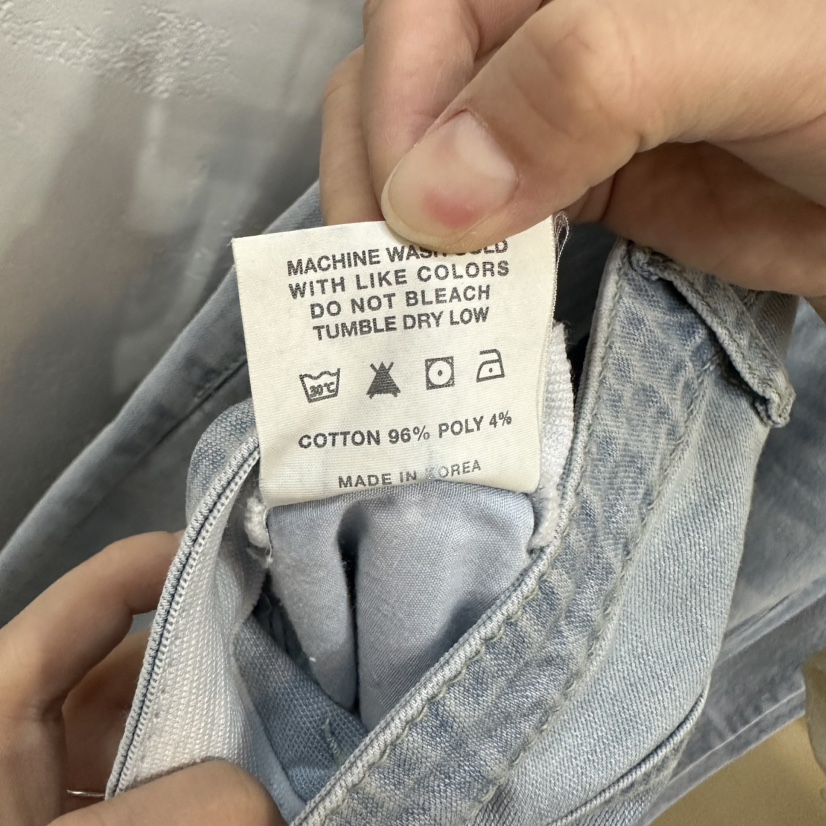 MACHINE WASH COLD
WITH LIKE COLORS
DO NOT BLEACH
TUMBLE DRY LOW
30°C
COTTON 96% POLY 4%
MADE IN KOREA